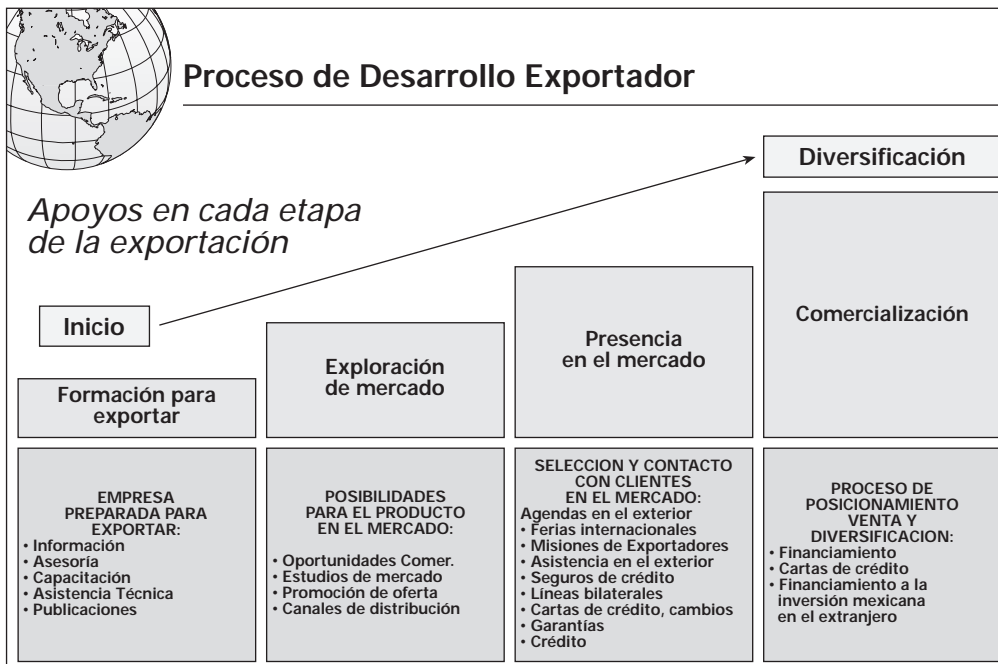 Proceso de Desarrollo Exportador
Diversificación
Apoyos en cada etapa
de la exportación
Inicio
Formación para
exportar
Exploración
de mercado
Presencia
en el mercado
Comercialización
EMPRESA
PREPARADA PARA
EXPORTAR:
• Información
• Asesoría
• Capacitación
• Asistencia Técnica
• Publicaciones
POSIBILIDADES
PARA EL PRODUCTO
EN EL MERCADO:
• Oportunidades Comer.
• Estudios de mercado
• Promoción de oferta
• Canales de distribución
SELECCION Y CONTACTO
CON CLIENTES
EN EL MERCADO:
Agendas en el exterior
• Ferias internacionales
• Misiones de Exportadores
• Asistencia en el exterior
• Seguros de crédito
• Líneas bilaterales
• Cartas de crédito, cambios
• Garantías
• Crédito
PROCESO DE
POSICIONAMIENTO
VENTA Y
DIVERSIFICACION:
• Financiamiento
• Cartas de crédito
• Financiamiento a la
inversión mexicana
en el extranjero